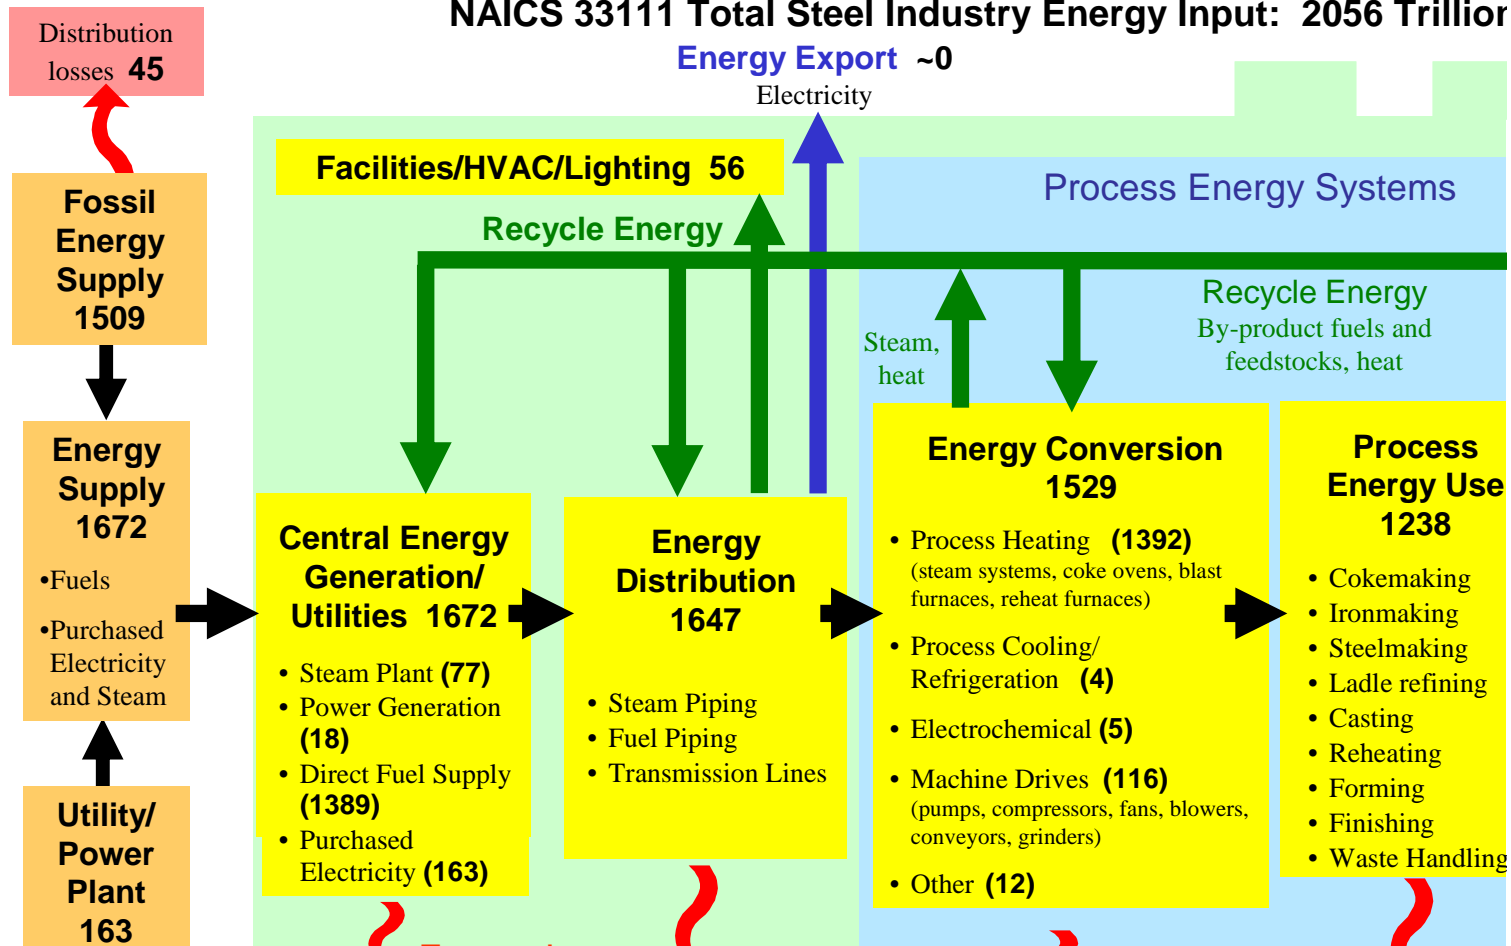 NAICS 33111 Total Steel Industry Energy Input: 2056 Trillion
Energy Export ~0
Electricity
Distribution
losses 45
Fossil
Energy
Supply
1509
Energy
Supply
1672
•Fuels
•Purchased
Electricity
and Steam
Utility/
Power
Plant
163
Facilities/HVAC/Lighting 56
Recycle Energy
Process Energy Systems
Recycle Energy
By-product fuels and
feedstocks, heat
Steam,
heat
Central Energy
Generation/
Utilities 1672
• Steam Plant (77)
• Power Generation
(18)
• Direct Fuel Supply
(1389)
• Purchased
Electricity (163)
Energy
Distribution
1647
• Steam Piping
• Fuel Piping
• Transmission Lines
Energy Conversion
1529
• Process Heating (1392)
(steam systems, coke ovens, blast
furnaces, reheat furnaces)
• Process Cooling/
Refrigeration (4)
• Electrochemical (5)
• Machine Drives (116)
(pumps, compressors, fans, blowers,
conveyors, grinders)
• Other (12)
Process
Energy Use
1238
• Cokemaking
• Ironmaking
• Steelmaking
• Ladle refining
• Casting
• Reheating
• Forming
• Finishing
• Waste Handling